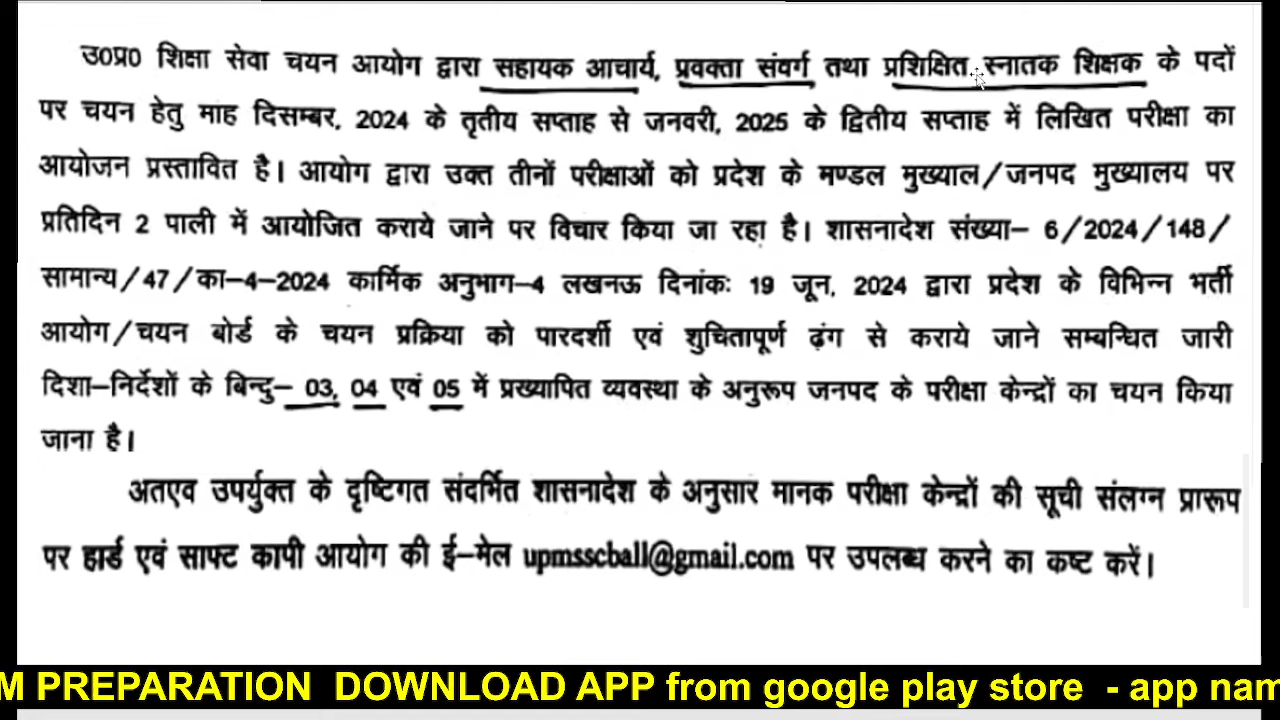 उ0प्र0 शिक्षा सेवा चयन आयोग द्वारा सहायक आचार्य, प्रवक्ता संवर्ग तथा प्रशिक्षित स्नातक शिक्षक के पदों
पर चयन हेतु माह दिसम्बर, 2024 के तृतीय सप्ताह से जनवरी, 2025 के द्वितीय सप्ताह में लिखित परीक्षा का
आयोजन प्रस्तावित है। आयोग द्वारा उक्त तीनों परीक्षाओं को प्रदेश के मण्डल मुख्याल/जनपद मुख्यालय पर
प्रतिदिन 2 पाली में आयोजित कराये जाने पर विचार किया जा रहा है। शासनादेश संख्या– 6/2024/148/
सामान्य/47/का–4–2024 कार्मिक अनुभाग–4 लखनऊ दिनांकः 19 जून, 2024 द्वारा प्रदेश के विभिन्न भर्ती
आयोग/चयन बोर्ड के चयन प्रक्रिया को पारदर्शी एवं शुचितापूर्ण ढ़ंग से कराये जाने सम्बन्धित जारी
दिशा–निर्देशों के बिन्दु– 03, 04 एवं 05 में प्रख्यापित व्यवस्था के अनुरूप जनपद के परीक्षा केन्द्रों का चयन किया
जाना है।
अतएव उपर्युक्त के दृष्टिगत संदर्भित शासनादेश के अनुसार मानक परीक्षा केन्द्रों की सूची संलग्न प्रारूप
पर हार्ड एवं साफ्ट कापी आयोग की ई–मेल upmsscball@gmail.com पर उपलब्ध करने का कष्ट करें।
M PREPARATION DOWNLOAD APP from google play store - app nam